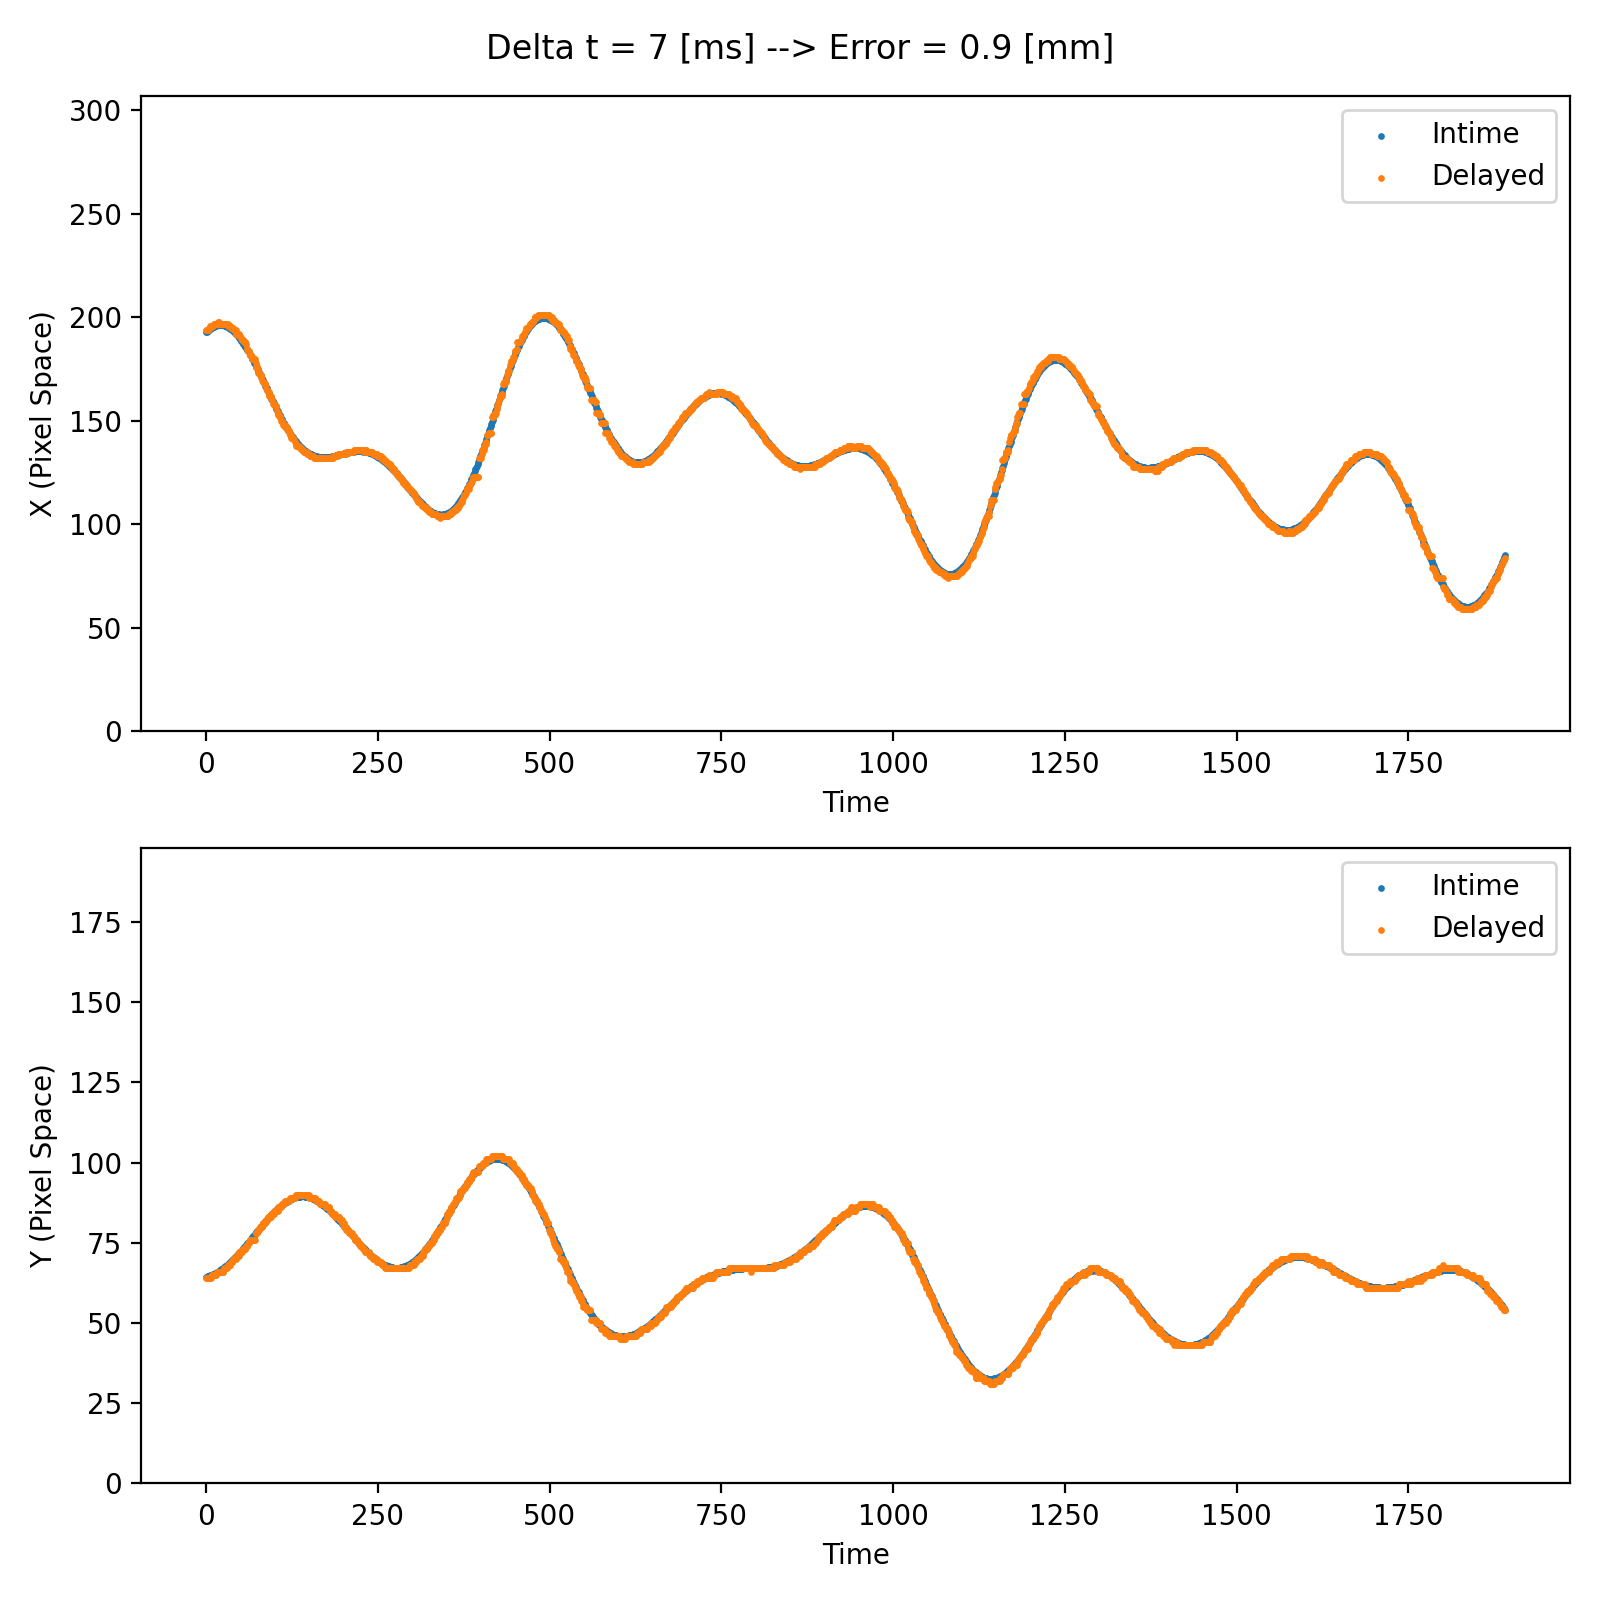 Delta t = 7 [ms] --> Error = 0.9 [mm]
300
250
200
150
100
50
0
X (Pixel Space)
Intime
Delayed
0 250 500 750 1000 1250 1500 1750
Time
175
150
125
100
75
50
25
0
Y (Pixel Space)
Intime
Delayed
0 250 500 750 1000 1250 1500 1750
Time